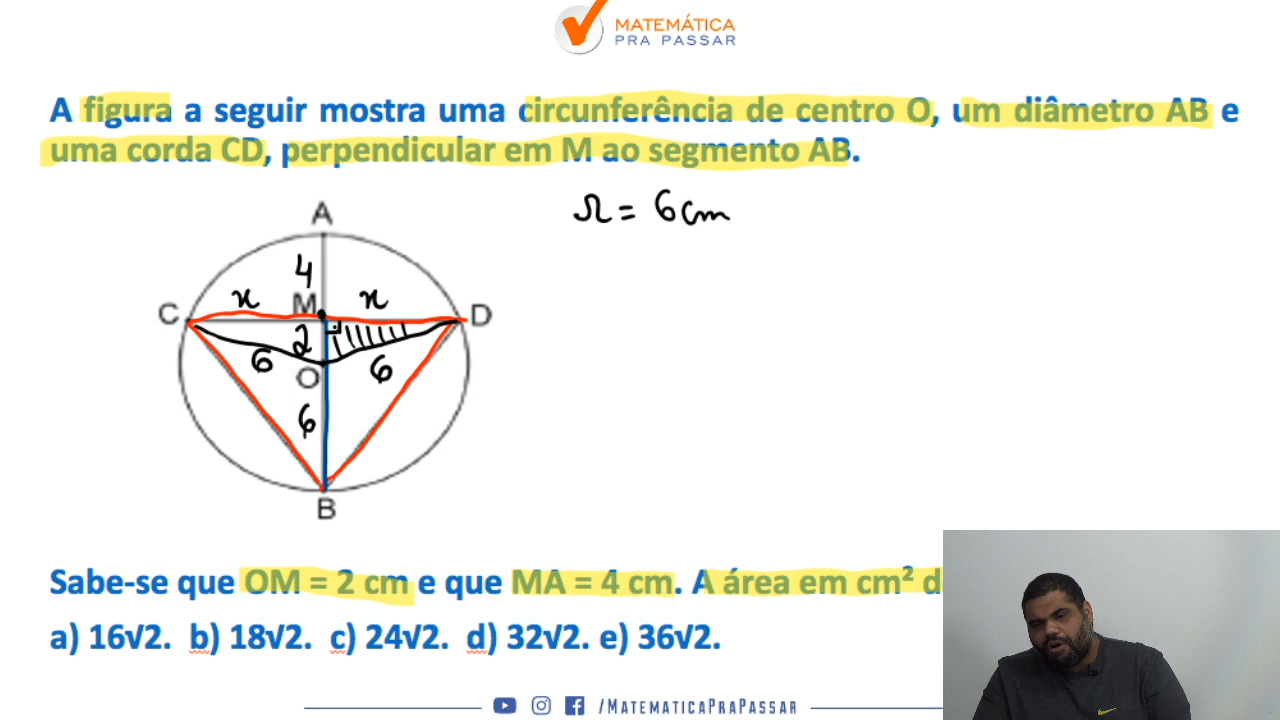 MATEMÁTICA
PRA PASSAR
A figura a seguir mostra uma circunferência de centro O, um diâmetro AB e
uma corda CD, perpendicular em M ao segmento AB.
r = 6cm
A
4
x
x
C
M
D
2
6
O
6
6
B
Sabe-se que OM = 2 cm e que MA = 4 cm. A área em cm² d
a) 16√2. b) 18√2. c) 24√2. d) 32√2. e) 36√2.
/MATEMATICAPRAPASSAR